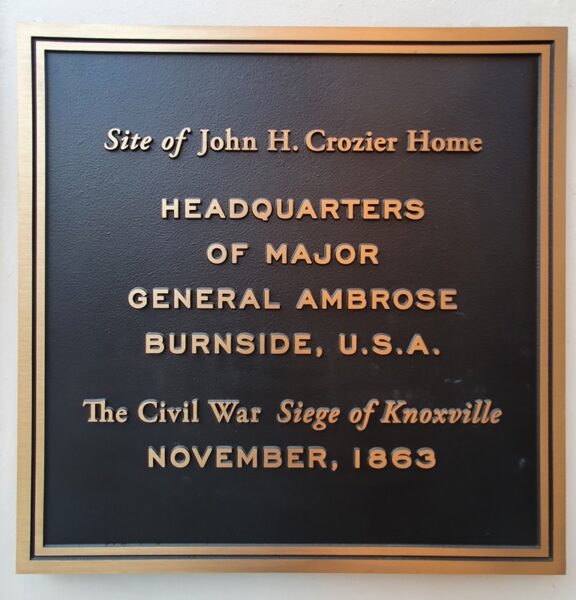 Site of John H. Crozier Home
HEADQUARTERS
OF MAJOR
GENERAL AMBROSE
BURNSIDE, U.S.A.
The Civil War Siege of Knoxville
NOVEMBER, 1863